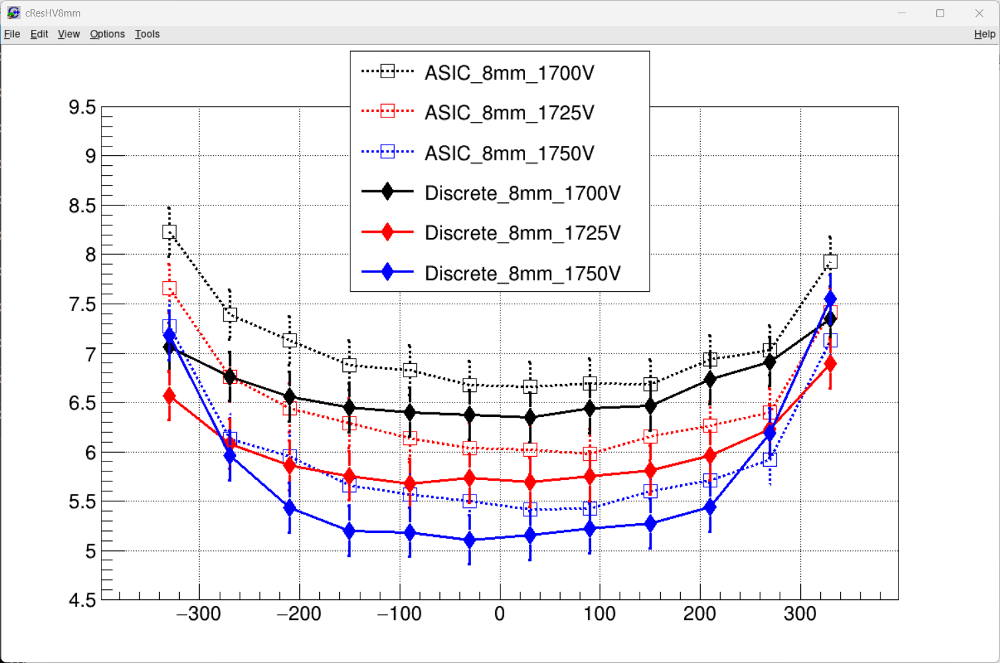 cResHV8mm
File Edit View Options Tools Help
ASIC_8mm_1700V
ASIC_8mm_1725V
ASIC_8mm_1750V
Discrete_8mm_1700V
Discrete_8mm_1725V
Discrete_8mm_1750V
9.5
9
8.5
8
7.5
7
6.5
6
5.5
5
4.5
−300 −200 −100 0 100 200 300